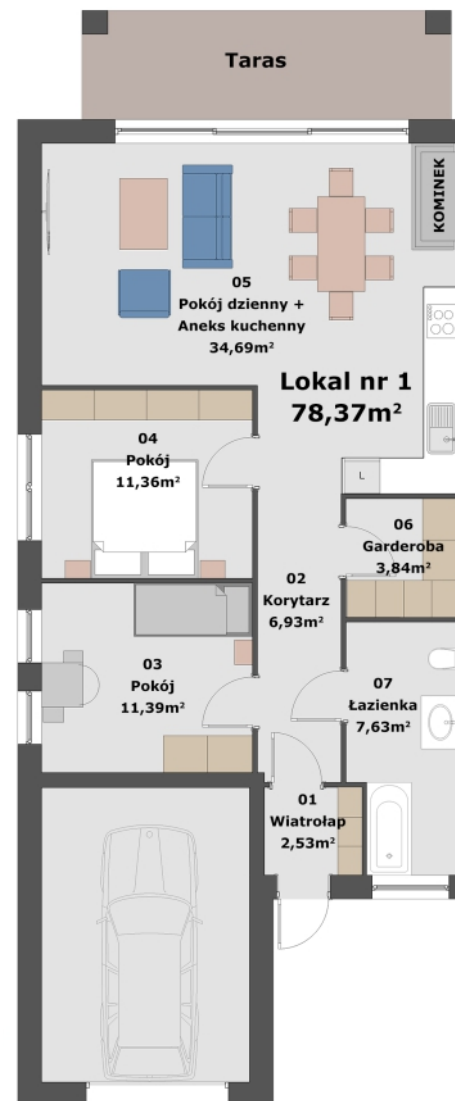 Taras
KOMINEK
05
Pokój dzienny +
Aneks kuchenny
34,69m²
Lokal nr 1
78,37m²
04
Pokój
11,36m²
L
06
Garderoba
3,84m²
02
Korytarz
6,93m²
03
Pokój
11,39m²
07
Łazienka
7,63m²
01
Wiatrołap
2,53m²